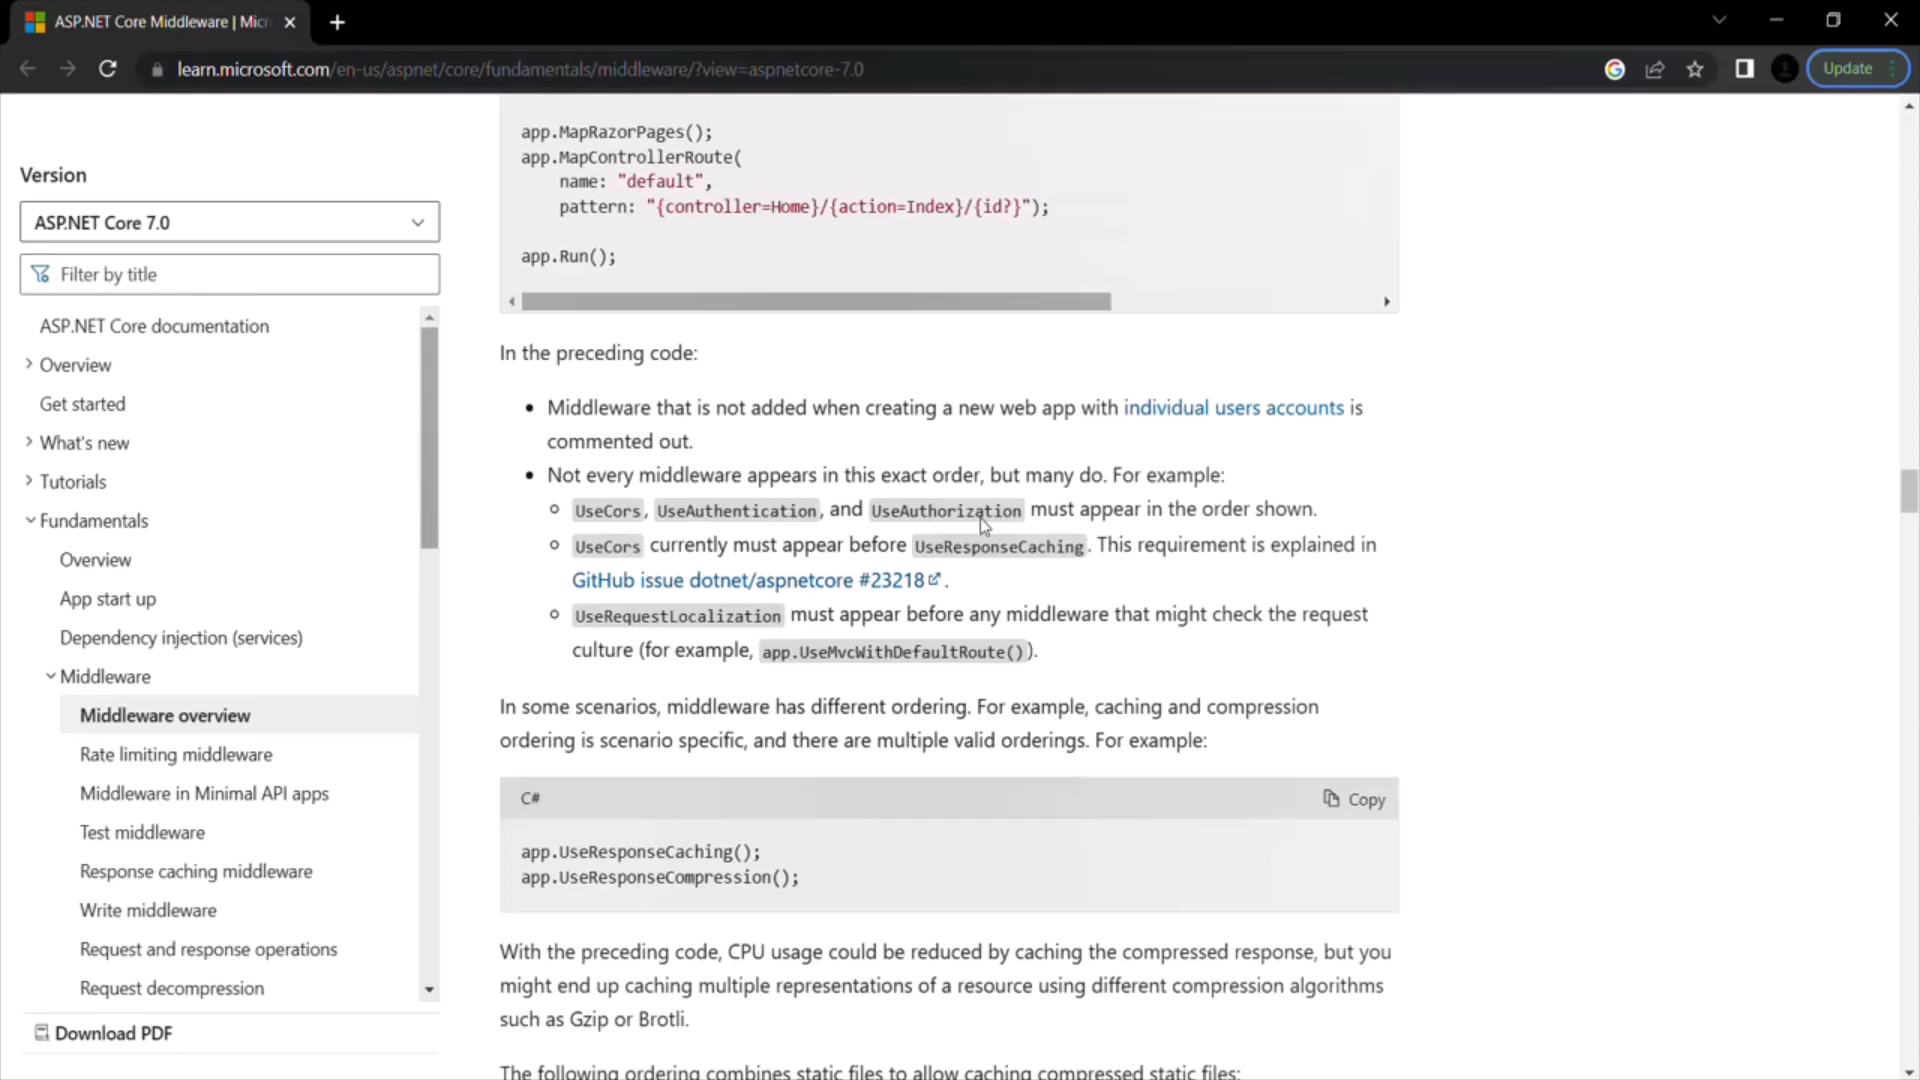 ASP.NET Core Middleware | Micr
learn.microsoft.com/en-us/aspnet/core/fundamentals/middleware/?view=aspnetcore-7.0
Update
Version
ASP.NET Core 7.0
Filter by title
ASP.NET Core documentation
Overview
Get started
What's new
Tutorials
Fundamentals
Overview
App start up
Dependency injection (services)
Middleware
Middleware overview
Rate limiting middleware
Middleware in Minimal API apps
Test middleware
Response caching middleware
Write middleware
Request and response operations
Request decompression
Download PDF
app.MapRazorPages();
app.MapControllerRoute(
name: "default",
pattern: "{controller=Home}/{action=Index}/{id?}");
app.Run();
In the preceding code:
Middleware that is not added when creating a new web app with individual users accounts is
commented out.
Not every middleware appears in this exact order, but many do. For example:
UseCors, UseAuthentication, and UseAuthorization must appear in the order shown.
UseCors currently must appear before UseResponseCaching. This requirement is explained in
GitHub issue dotnet/aspnetcore #23218.
UseRequestLocalization must appear before any middleware that might check the request
culture (for example, app.UseMvcWithDefaultRoute()).
In some scenarios, middleware has different ordering. For example, caching and compression
ordering is scenario specific, and there are multiple valid orderings. For example:
C#
Copy
app.UseResponseCaching();
app.UseResponseCompression();
With the preceding code, CPU usage could be reduced by caching the compressed response, but you
might end up caching multiple representations of a resource using different compression algorithms
such as Gzip or Brotli.
The following ordering combines static files to allow caching compressed static files: